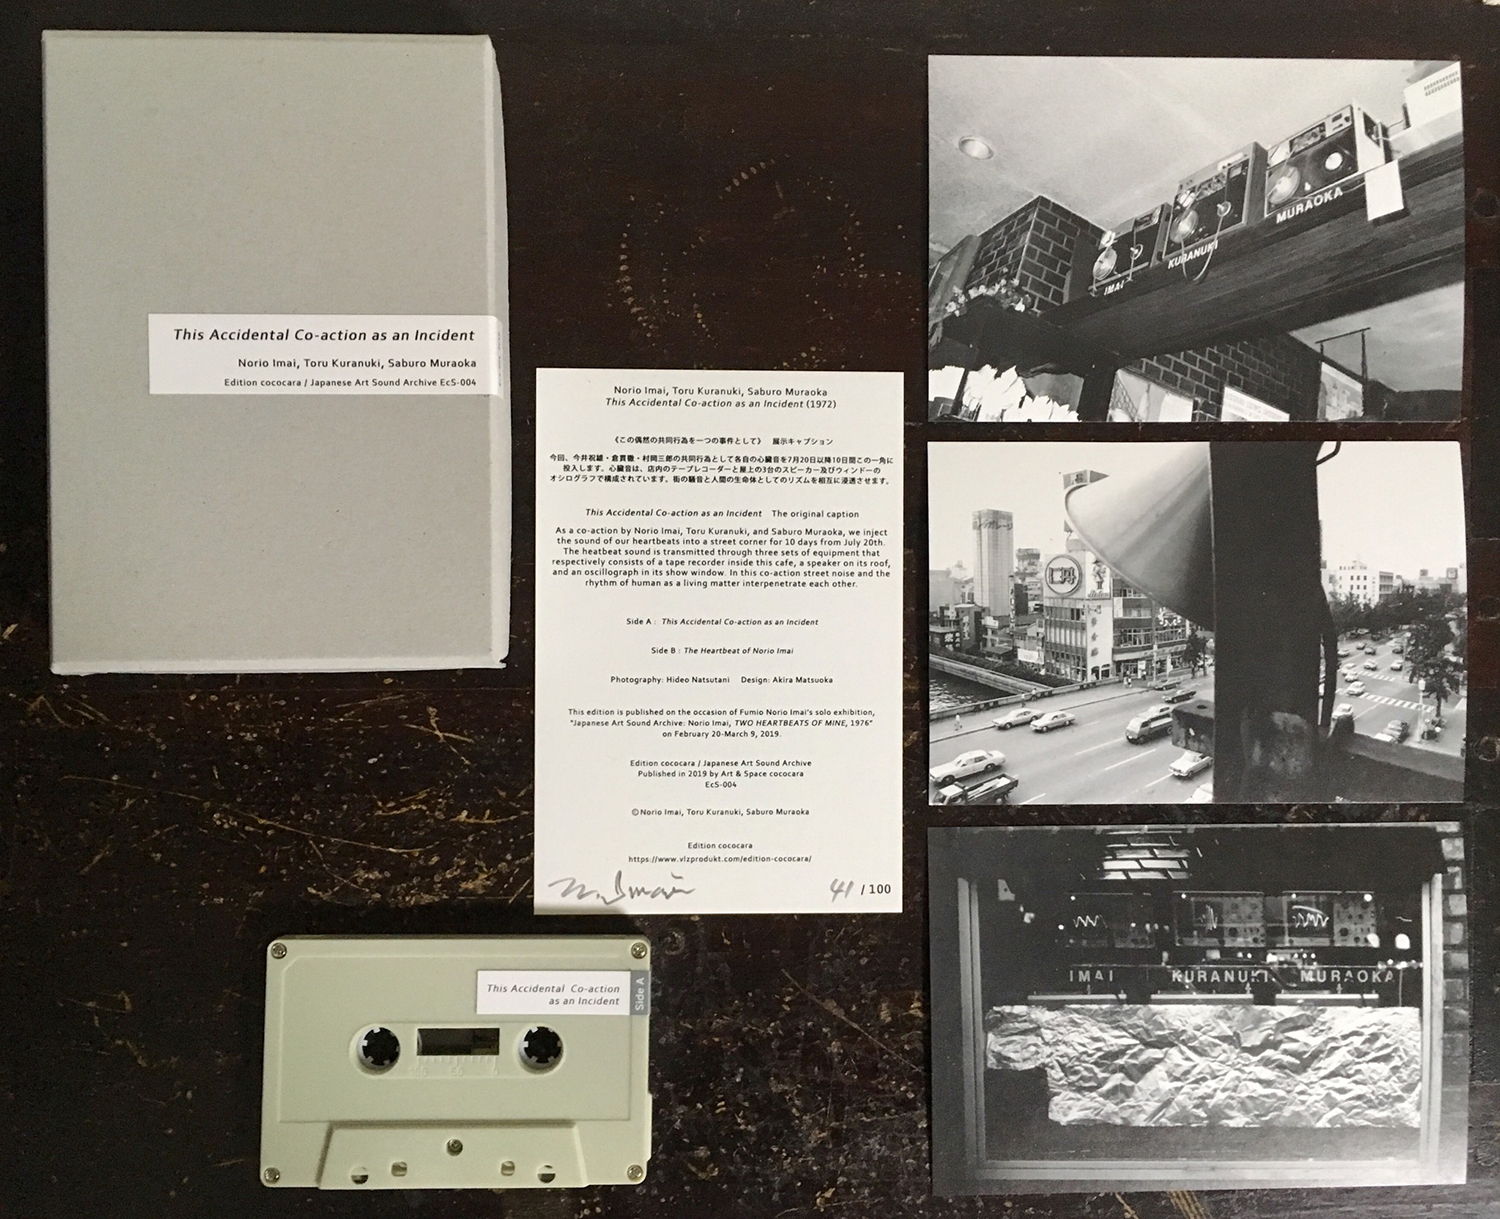 This Accidental Co-action as an Incident
Norio Imai, Toru Kuranuki, Saburo Muraoka
Edition cococara / Japanese Art Sound Archive EcS-004
Norio Imai, Toru Kuranuki, Saburo Muraoka
This Accidental Co-action as an Incident (1972)
《この偶然の共同行為を一つの事件として》 展示キャプション
今回、今井祝雄・倉貫徹・村岡三郎の共同行為として各自の心臓音を7月20日以降10日間この一角に
投入します。心臓音は、店内のテープレコーダーと屋上の3台のスピーカー及びウィンドーの
オシログラフで構成されています。街の騒音と人間の生命体としてのリズムを相互に浸透させます。
This Accidental Co-action as an Incident The original caption
As a co-action by Norio Imai, Toru Kuranuki, and Saburo Muraoka, we inject
the sound of our heartbeats into a street corner for 10 days from July 20th.
The heatbeat sound is transmitted through three sets of equipment that
respectively consists of a tape recorder inside this cafe, a speaker on its roof,
and an oscillograph in its show window. In this co-action street noise and the
rhythm of human as a living matter interpenetrate each other.
Side A : This Accidental Co-action as an Incident
Side B : The Heartbeat of Norio Imai
Photography: Hideo Natsutani Design: Akira Matsuoka
This edition is published on the occasion of Fumio Norio Imai's solo exhibition,
"Japanese Art Sound Archive: Norio Imai, TWO HEARTBEATS OF MINE, 1976"
on February 20-March 9, 2019.
Edition cococara / Japanese Art Sound Archive
Published in 2019 by Art & Space cococara
EcS-004
©Norio Imai, Toru Kuranuki, Saburo Muraoka
Edition cococara
https://www.vlzprodukt.com/edition-cococara/
N. Imai
41 / 100
This Accidental Co-action
as an Incident
Side A
IMAI
KURANUKI
MURAOKA
IMAI
KURANUKI
MURAOKA